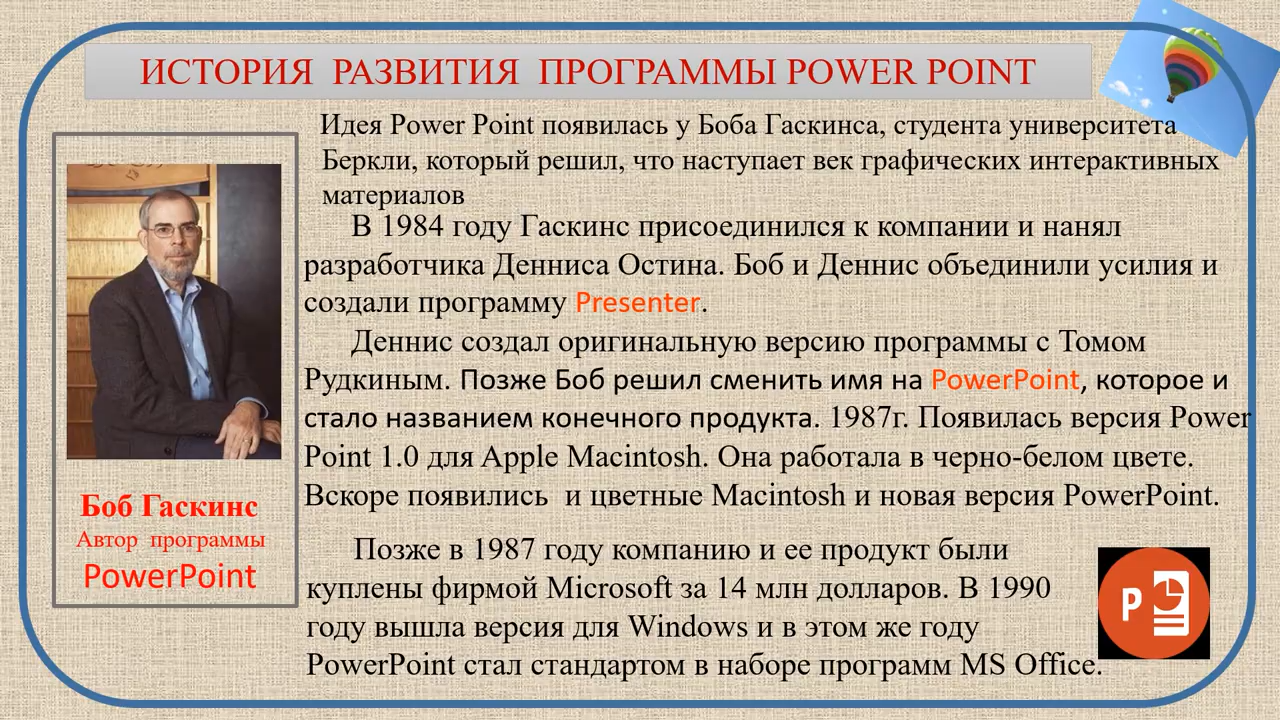 ИСТОРИЯ РАЗВИТИЯ ПРОГРАММЫ POWER POINT
Идея Power Point появилась у Боба Гаскинса, студента университета
Беркли, который решил, что наступает век графических интерактивных
материалов
В 1984 году Гаскинс присоединился к компании и нанял
разработчика Денниса Остина. Боб и Деннис объединили усилия и
создали программу Presenter.
Деннис создал оригинальную версию программы с Томом
Рудкиным. Позже Боб решил сменить имя на PowerPoint, которое и
стало названием конечного продукта. 1987г. Появилась версия Power
Point 1.0 для Apple Macintosh. Она работала в черно-белом цвете.
Вскоре появились и цветные Macintosh и новая версия PowerPoint.
Позже в 1987 году компанию и ее продукт были
куплены фирмой Microsoft за 14 млн долларов. В 1990
году вышла версия для Windows и в этом же году
PowerPoint стал стандартом в наборе программ MS Office.
Боб Гаскинс
Автор программы
PowerPoint
P